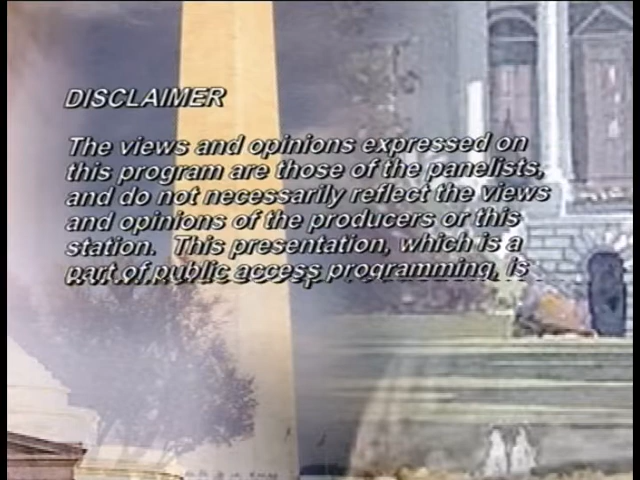 DISCLAIMER
The views and opinions expressed on
this program are those of the panelists,
and do not necessarily reflect the views
and opinions of the producers or this
station. This presentation, which is a
part of public access programming, is